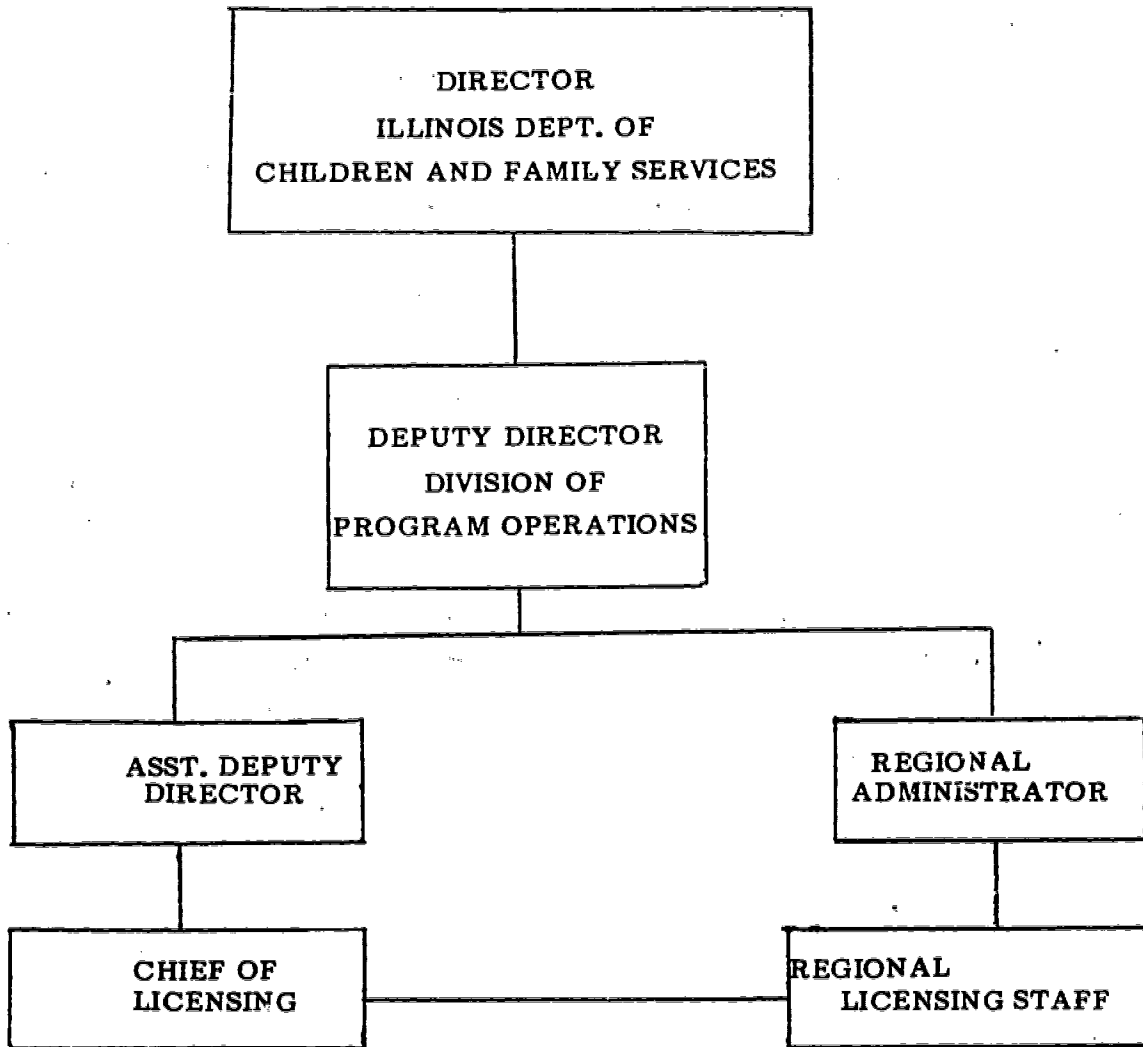 DIRECTOR
ILLINOIS DEPT. OF
CHILDREN AND FAMILY SERVICES
DEPUTY DIRECTOR
DIVISION OF
PROGRAM OPERATIONS
ASST. DEPUTY
DIRECTOR
REGIONAL
ADMINISTRATOR
CHIEF OF
LICENSING
REGIONAL
LICENSING STAFF